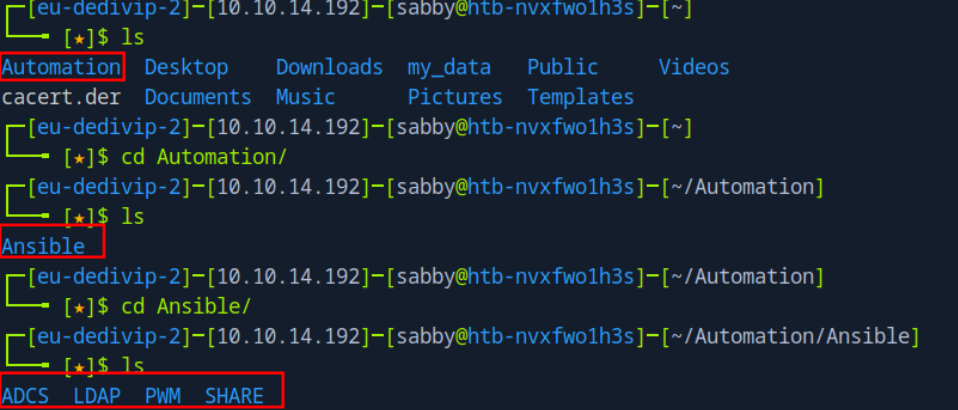 [eu-dedivip-2]─[10.10.14.192]─[sabby@htb-nvxfwo1h3s]─[~]
[★]$ ls
Automation Desktop Downloads my_data Public Videos
cacert.der Documents Music Pictures Templates
[eu-dedivip-2]─[10.10.14.192]─[sabby@htb-nvxfwo1h3s]─[~]
[★]$ cd Automation/
[eu-dedivip-2]─[10.10.14.192]─[sabby@htb-nvxfwo1h3s]─[~/Automation]
[★]$ ls
Ansible
[eu-dedivip-2]─[10.10.14.192]─[sabby@htb-nvxfwo1h3s]─[~/Automation]
[★]$ cd Ansible/
[eu-dedivip-2]─[10.10.14.192]─[sabby@htb-nvxfwo1h3s]─[~/Automation/Ansible]
[★]$ ls
ADCS LDAP PWM SHARE